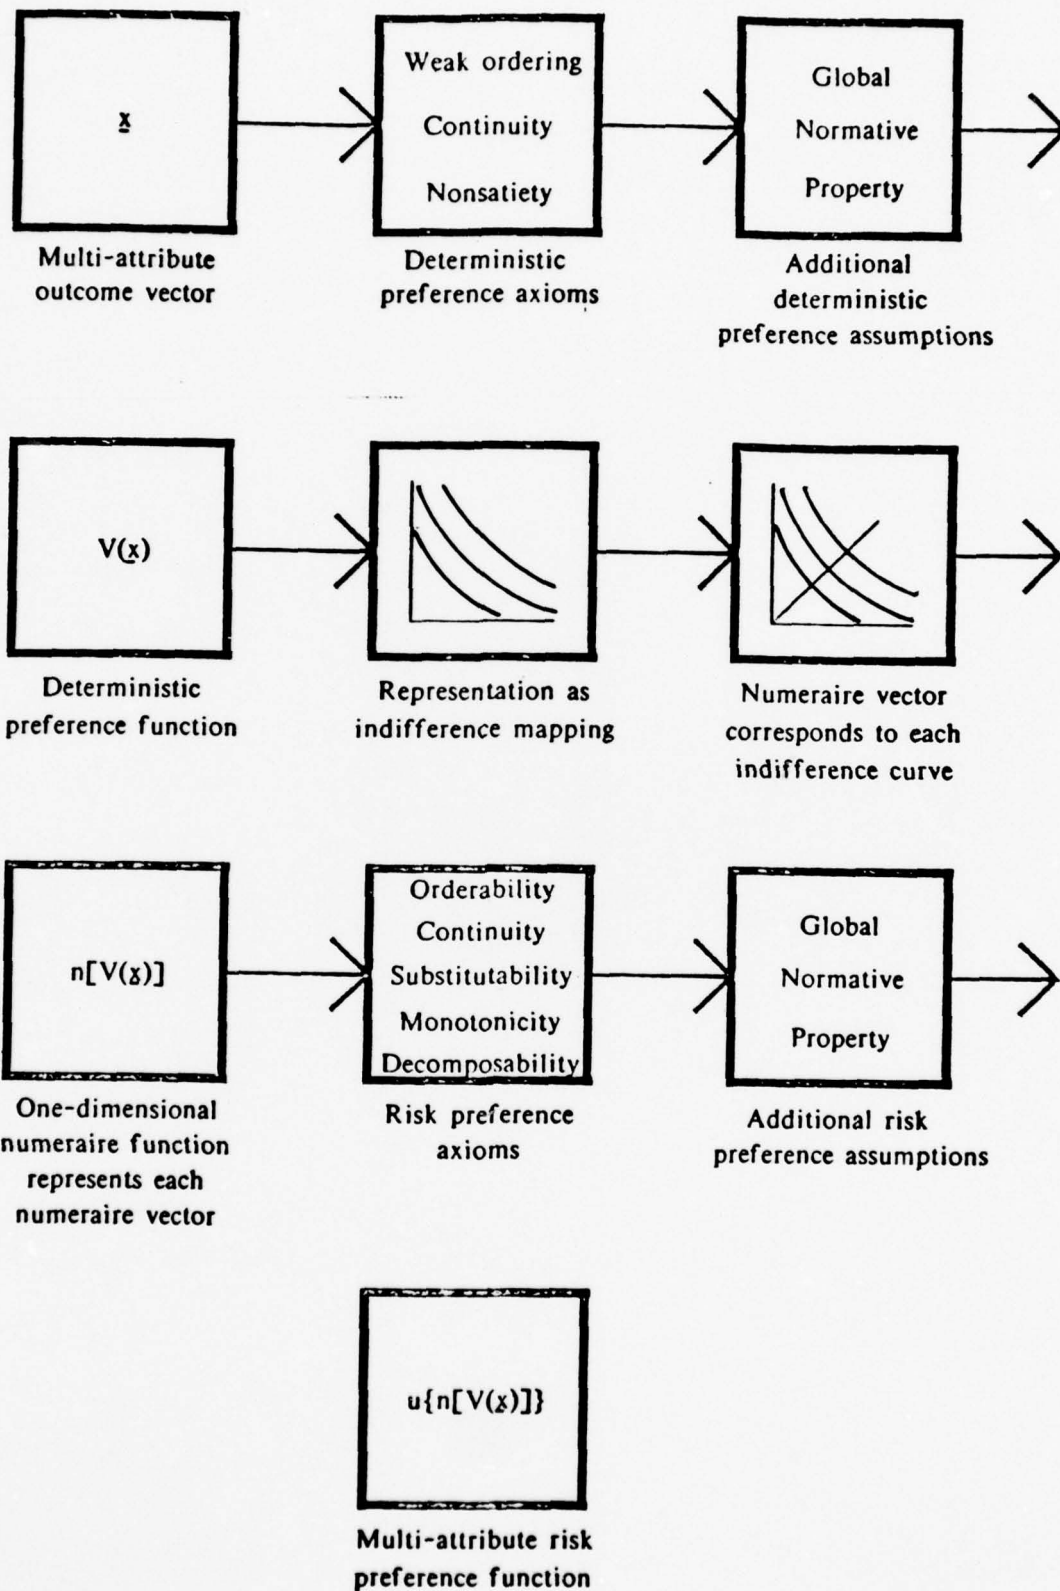 x
Multi-attribute
outcome vector
Weak ordering
Continuity
Nonsatiety
Deterministic
preference axioms
Global
Normative
Property
Additional
deterministic
preference assumptions
V(x)
Deterministic
preference function
Representation as
indifference mapping
Numeraire vector
corresponds to each
indifference curve
n[V(x)]
One-dimensional
numeraire function
represents each
numeraire vector
Orderability
Continuity
Substitutability
Monotonicity
Decomposability
Risk preference
axioms
Global
Normative
Property
Additional risk
preference assumptions
u{n[V(x)]}
Multi-attribute risk
preference function